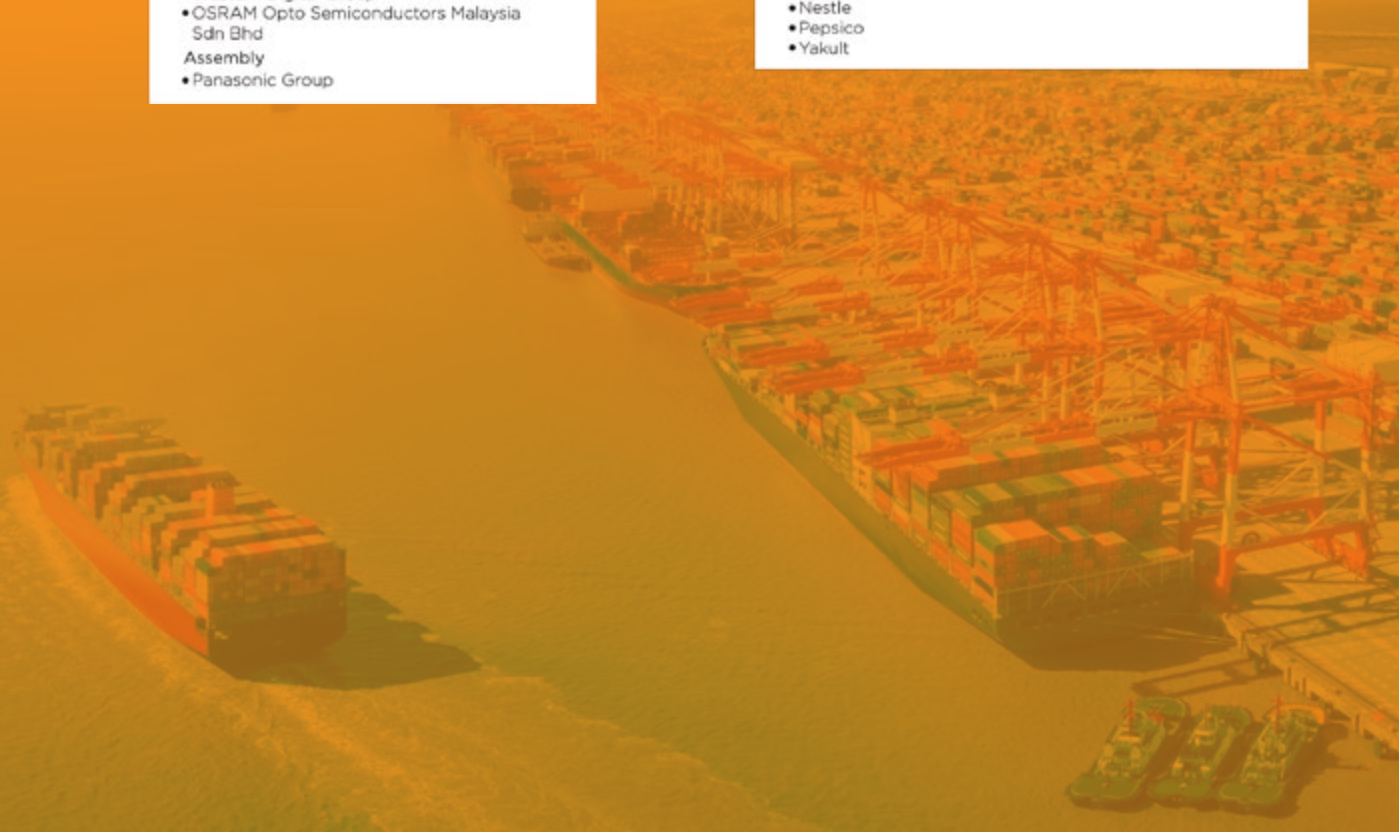 • OSRAM Opto Semiconductors Malaysia
Sdn Bhd
Assembly
• Panasonic Group
• Nestle
• Pepsico
• Yakult